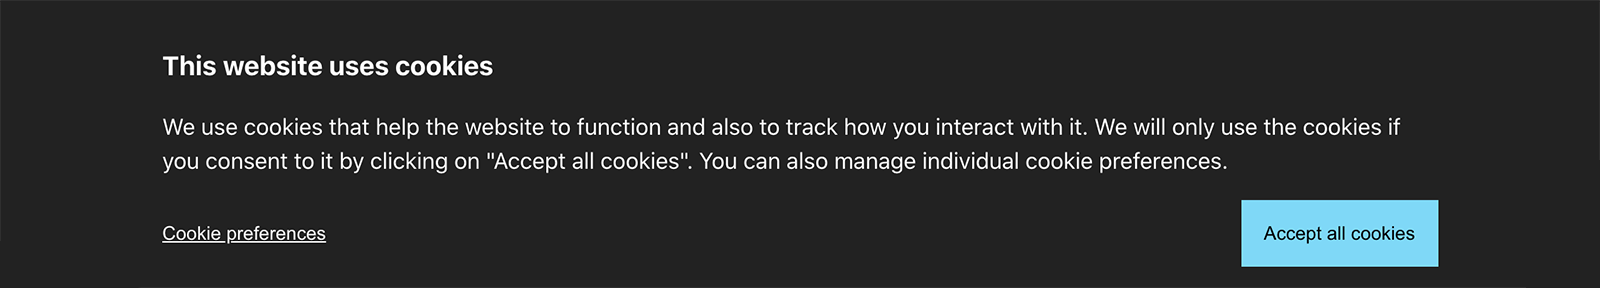 This website uses cookies
We use cookies that help the website to function and also to track how you interact with it. We will only use the cookies if
you consent to it by clicking on "Accept all cookies". You can also manage individual cookie preferences.
Cookie preferences
Accept all cookies